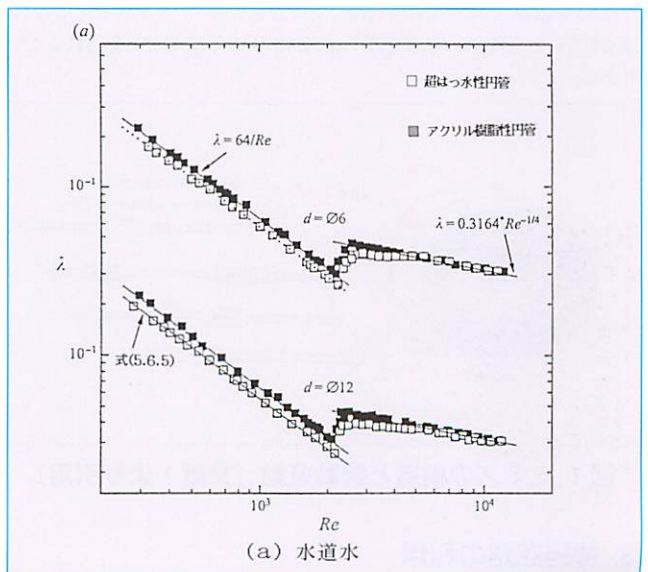 (a)
□ 超はっ水性円管
■ アクリル樹脂性円管
λ = 64/Re
10⁻¹
d = Ø6
λ = 0.3164*Re⁻¹/⁴
λ
10⁻¹
式(5.6.5)
d = Ø12
10³
10⁴
Re
(a) 水道水